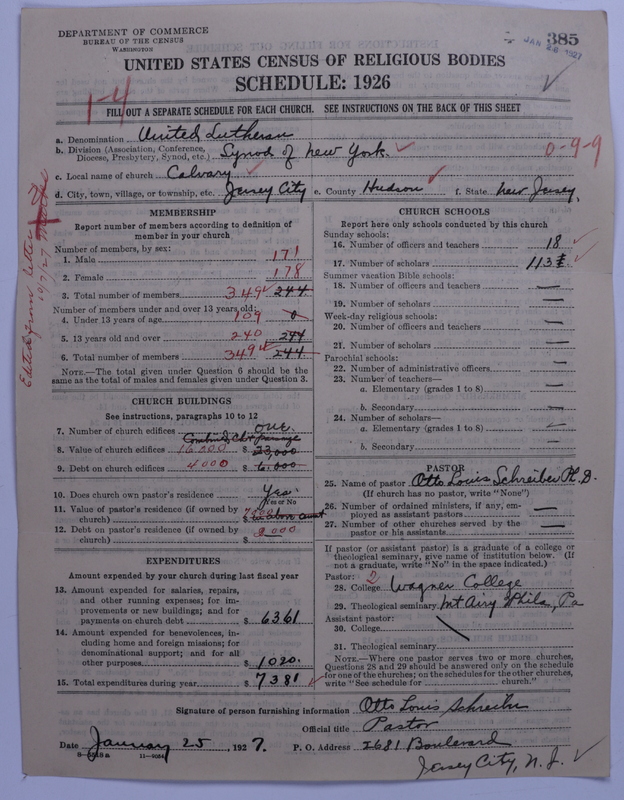 DEPARTMENT OF COMMERCE
BUREAU OF THE CENSUS
WASHINGTON
385
JAN 28 1927
UNITED STATES CENSUS OF RELIGIOUS BODIES
SCHEDULE: 1926
1-4
FILL OUT A SEPARATE SCHEDULE FOR EACH CHURCH. SEE INSTRUCTIONS ON THE BACK OF THIS SHEET
a. Denomination United Lutheran
b. Division (Association, Conference, Diocese, Presbytery, Synod, etc.) Synod of New York. 0-9-9
c. Local name of church Calvary
d. City, town, village, or township, etc. Jersey City e. County Hudson f. State New Jersey,
MEMBERSHIP
Report number of members according to definition of
member in your church
Number of members, by sex:
1. Male 171
2. Female 178
3. Total number of members 349 244
Number of members under and over 13 years old:
4. Under 13 years of age 109 0
5. 13 years old and over 240 244
6. Total number of members 349 244
NOTE.—The total given under Question 6 should be the
same as the total of males and females given under Question 3.
CHURCH BUILDINGS
See instructions, paragraphs 10 to 12
7. Number of church edifices one
Combined, Ch & parsonage
8. Value of church edifices 16000 $ 23,000
9. Debt on church edifices 4000 $ 6.000
10. Does church own pastor's residence Yes
Yes or No
11. Value of pastor's residence (if owned by
church) $ in above count
12. Debt on pastor's residence (if owned by
church) $ 2000
EXPENDITURES
Amount expended by your church during last fiscal year
13. Amount expended for salaries, repairs,
and other running expenses; for im-
provements or new buildings; and for
payments on church debt $ 6361
14. Amount expended for benevolences, in-
cluding home and foreign missions; for
denominational support; and for all
other purposes $ 1020.
15. Total expenditures during year $ 7381
CHURCH SCHOOLS
Report here only schools conducted by this church
Sunday schools:
16. Number of officers and teachers 18
17. Number of scholars 113
Summer vacation Bible schools:
18. Number of officers and teachers —
19. Number of scholars —
Week-day religious schools:
20. Number of officers and teachers —
21. Number of scholars —
Parochial schools:
22. Number of administrative officers —
23. Number of teachers—
a. Elementary (grades 1 to 8) —
b. Secondary —
24. Number of scholars—
a. Elementary (grades 1 to 8) —
b. Secondary —
PASTOR
25. Name of pastor Otto Louis Schreiber Ph. D.
(If church has no pastor, write "None")
26. Number of ordained ministers, if any, em-
ployed as assistant pastors —
27. Number of other churches served by the
pastor or his assistants —
If pastor (or assistant pastor) is a graduate of a college or
theological seminary, give name of institution below. (If
not a graduate, write "No" in the space indicated.)
Pastor: 2
28. College Wagner College
29. Theological seminary Mt Airy Phila, Pa
Assistant pastor:
30. College
31. Theological seminary
NOTE.—Where one pastor serves two or more churches,
Questions 28 and 29 should be answered only on the schedule
for one of the churches; on the schedules for the other churches,
write "See schedule for church."
Signature of person furnishing information Otto Louis Schreiber
Official title Pastor
Date January 25, 1927. P. O. Address 2681 Boulevard
Jersey City, N. J.